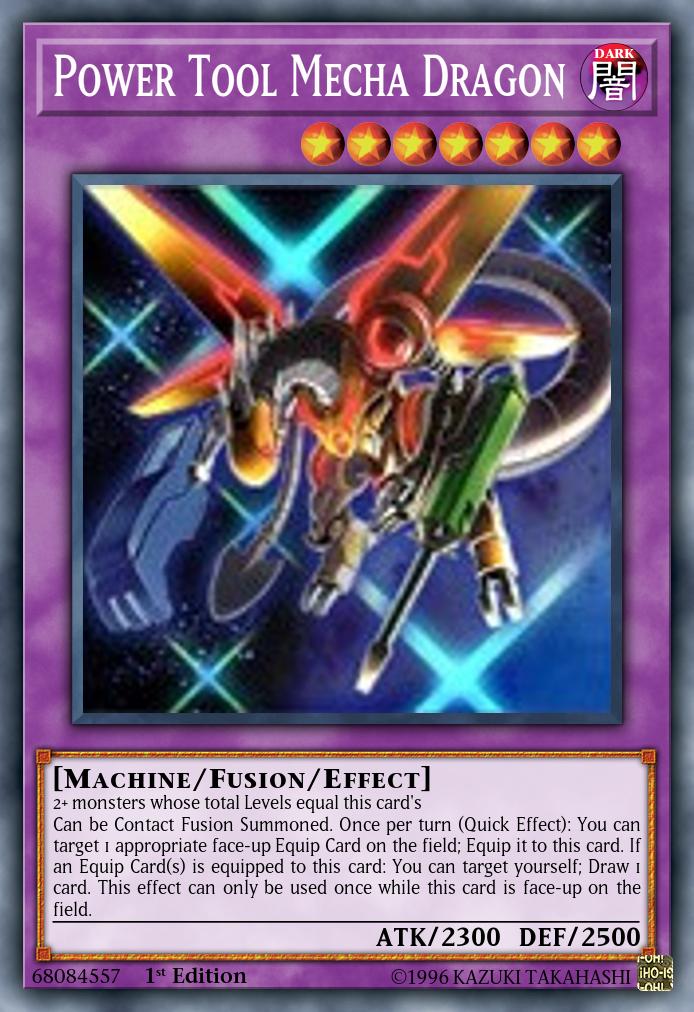 POWER TOOL MECHA DRAGON
DARK
闇
[MACHINE/FUSION/EFFECT]
2+ monsters whose total Levels equal this card's
Can be Contact Fusion Summoned. Once per turn (Quick Effect): You can
target 1 appropriate face-up Equip Card on the field; Equip it to this card. If
an Equip Card(s) is equipped to this card: You can target yourself; Draw 1
card. This effect can only be used once while this card is face-up on the
field.
ATK/2300 DEF/2500
68084557 1st Edition ©1996 KAZUKI TAKAHASHI